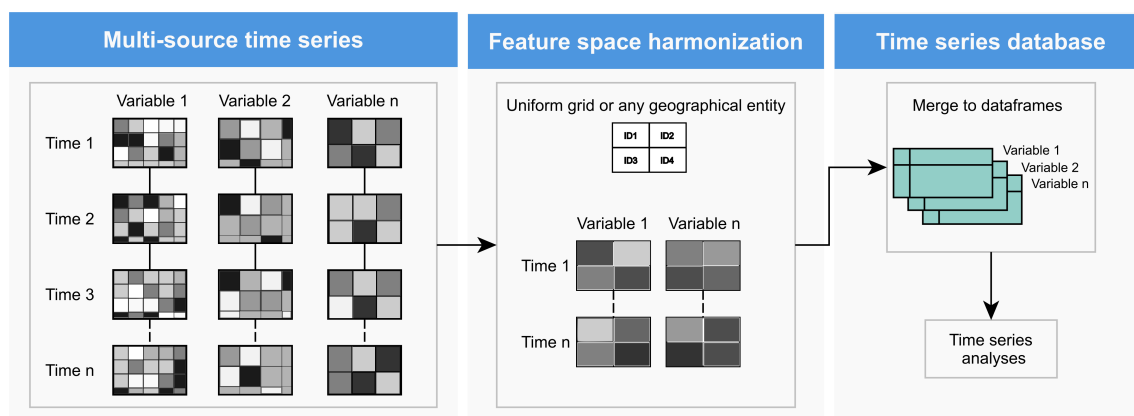 Multi-source time series
Variable 1 Variable 2 Variable n
Time 1
Time 2
Time 3
Time n
Feature space harmonization
Uniform grid or any geographical entity
ID1 ID2
ID3 ID4
Variable 1 Variable n
Time 1
Time n
Time series database
Merge to dataframes
Variable 1
Variable 2
Variable n
Time series
analyses